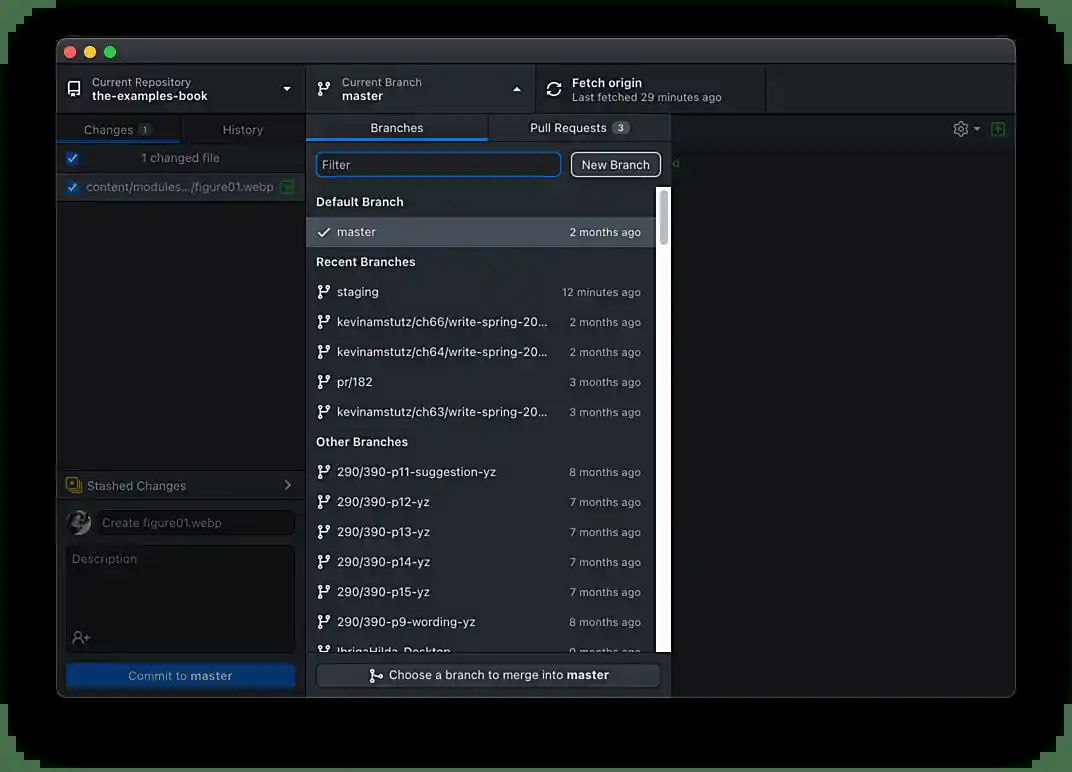 Current Repository
the-examples-book
Current Branch
master
Fetch origin
Last fetched 29 minutes ago
Changes 1
History
Branches
Pull Requests 3
1 changed file
Filter
New Branch
content/modules.../figure01.webp
Default Branch
master 2 months ago
Recent Branches
staging 12 minutes ago
kevinamstutz/ch66/write-spring-20... 2 months ago
kevinamstutz/ch64/write-spring-20... 2 months ago
pr/182 3 months ago
kevinamstutz/ch63/write-spring-20... 3 months ago
Other Branches
290/390-p11-suggestion-yz 8 months ago
290/390-p12-yz 7 months ago
290/390-p13-yz 7 months ago
290/390-p14-yz 7 months ago
290/390-p15-yz 7 months ago
290/390-p9-wording-yz 8 months ago
months ago
Stashed Changes
Create figure01.webp
Description
Commit to master
Choose a branch to merge into master